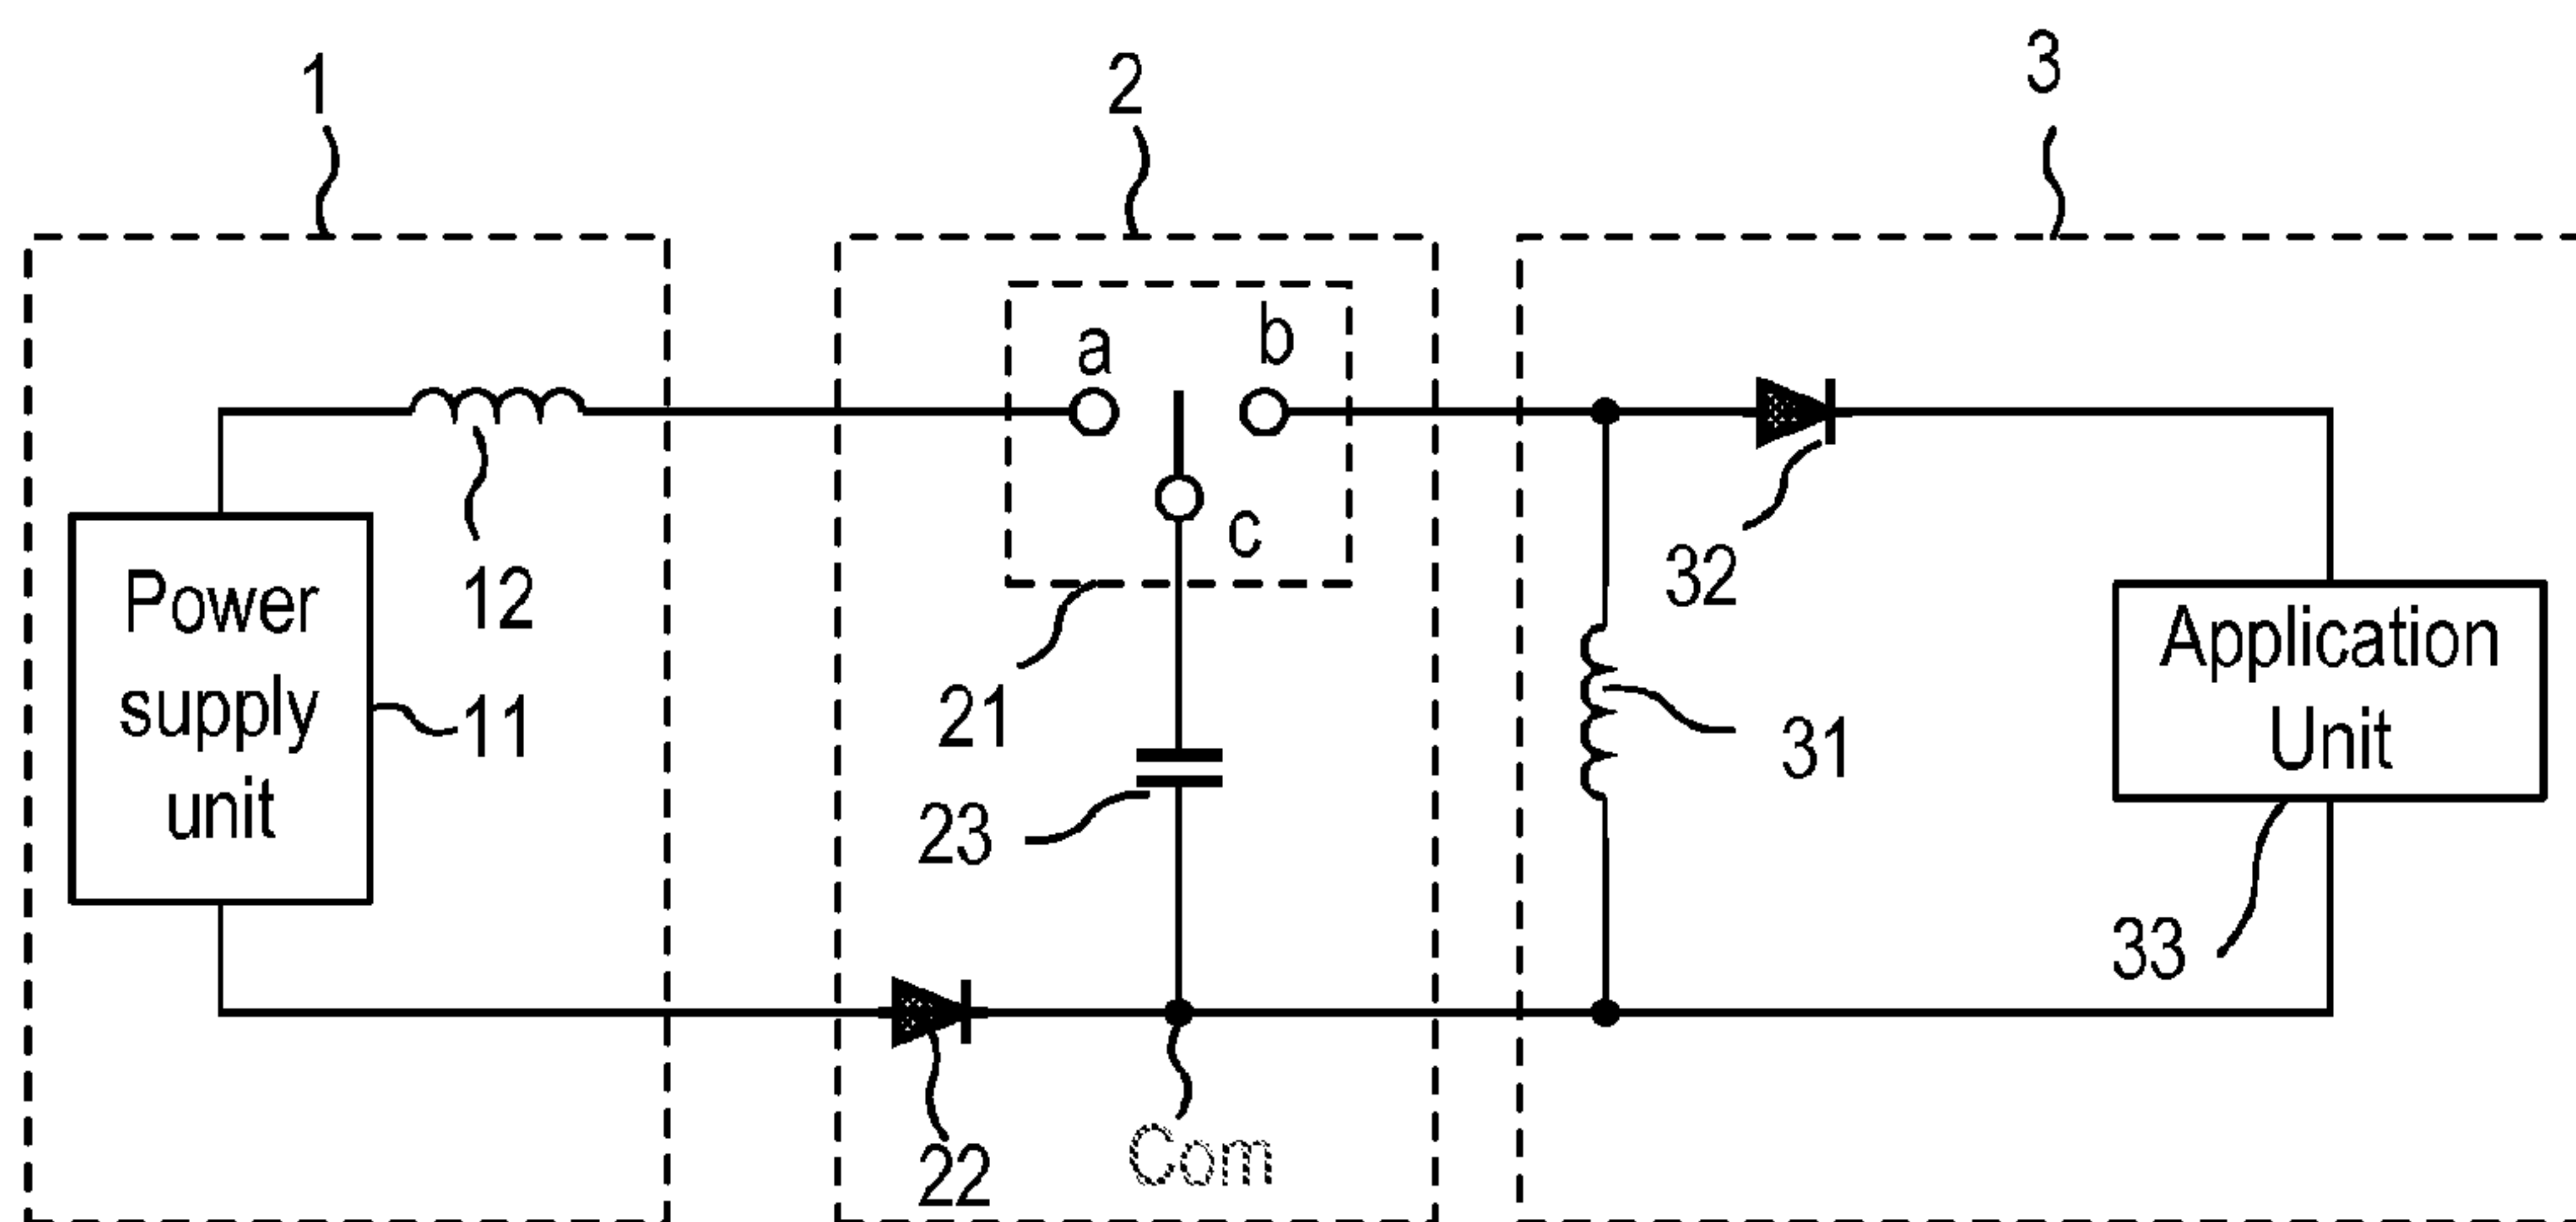 1
2
3
a
b
c
12
32
Power
supply
unit
11
Application
Unit
21
31
23
33
22
Com